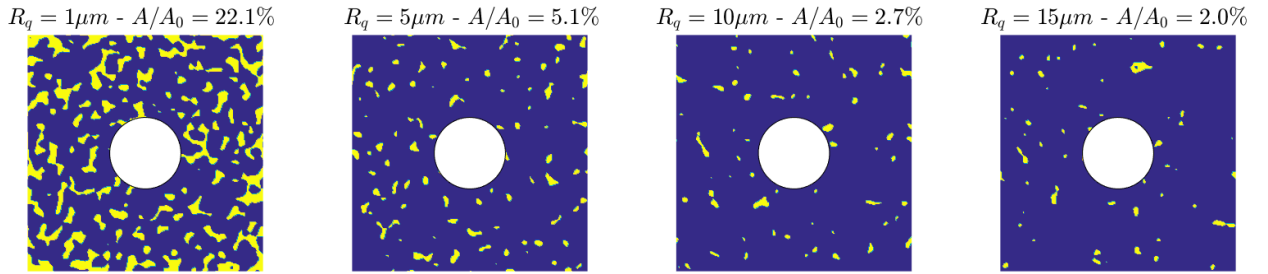 R_q = 1μm - A/A_0 = 22.1%
R_q = 5μm - A/A_0 = 5.1%
R_q = 10μm - A/A_0 = 2.7%
R_q = 15μm - A/A_0 = 2.0%